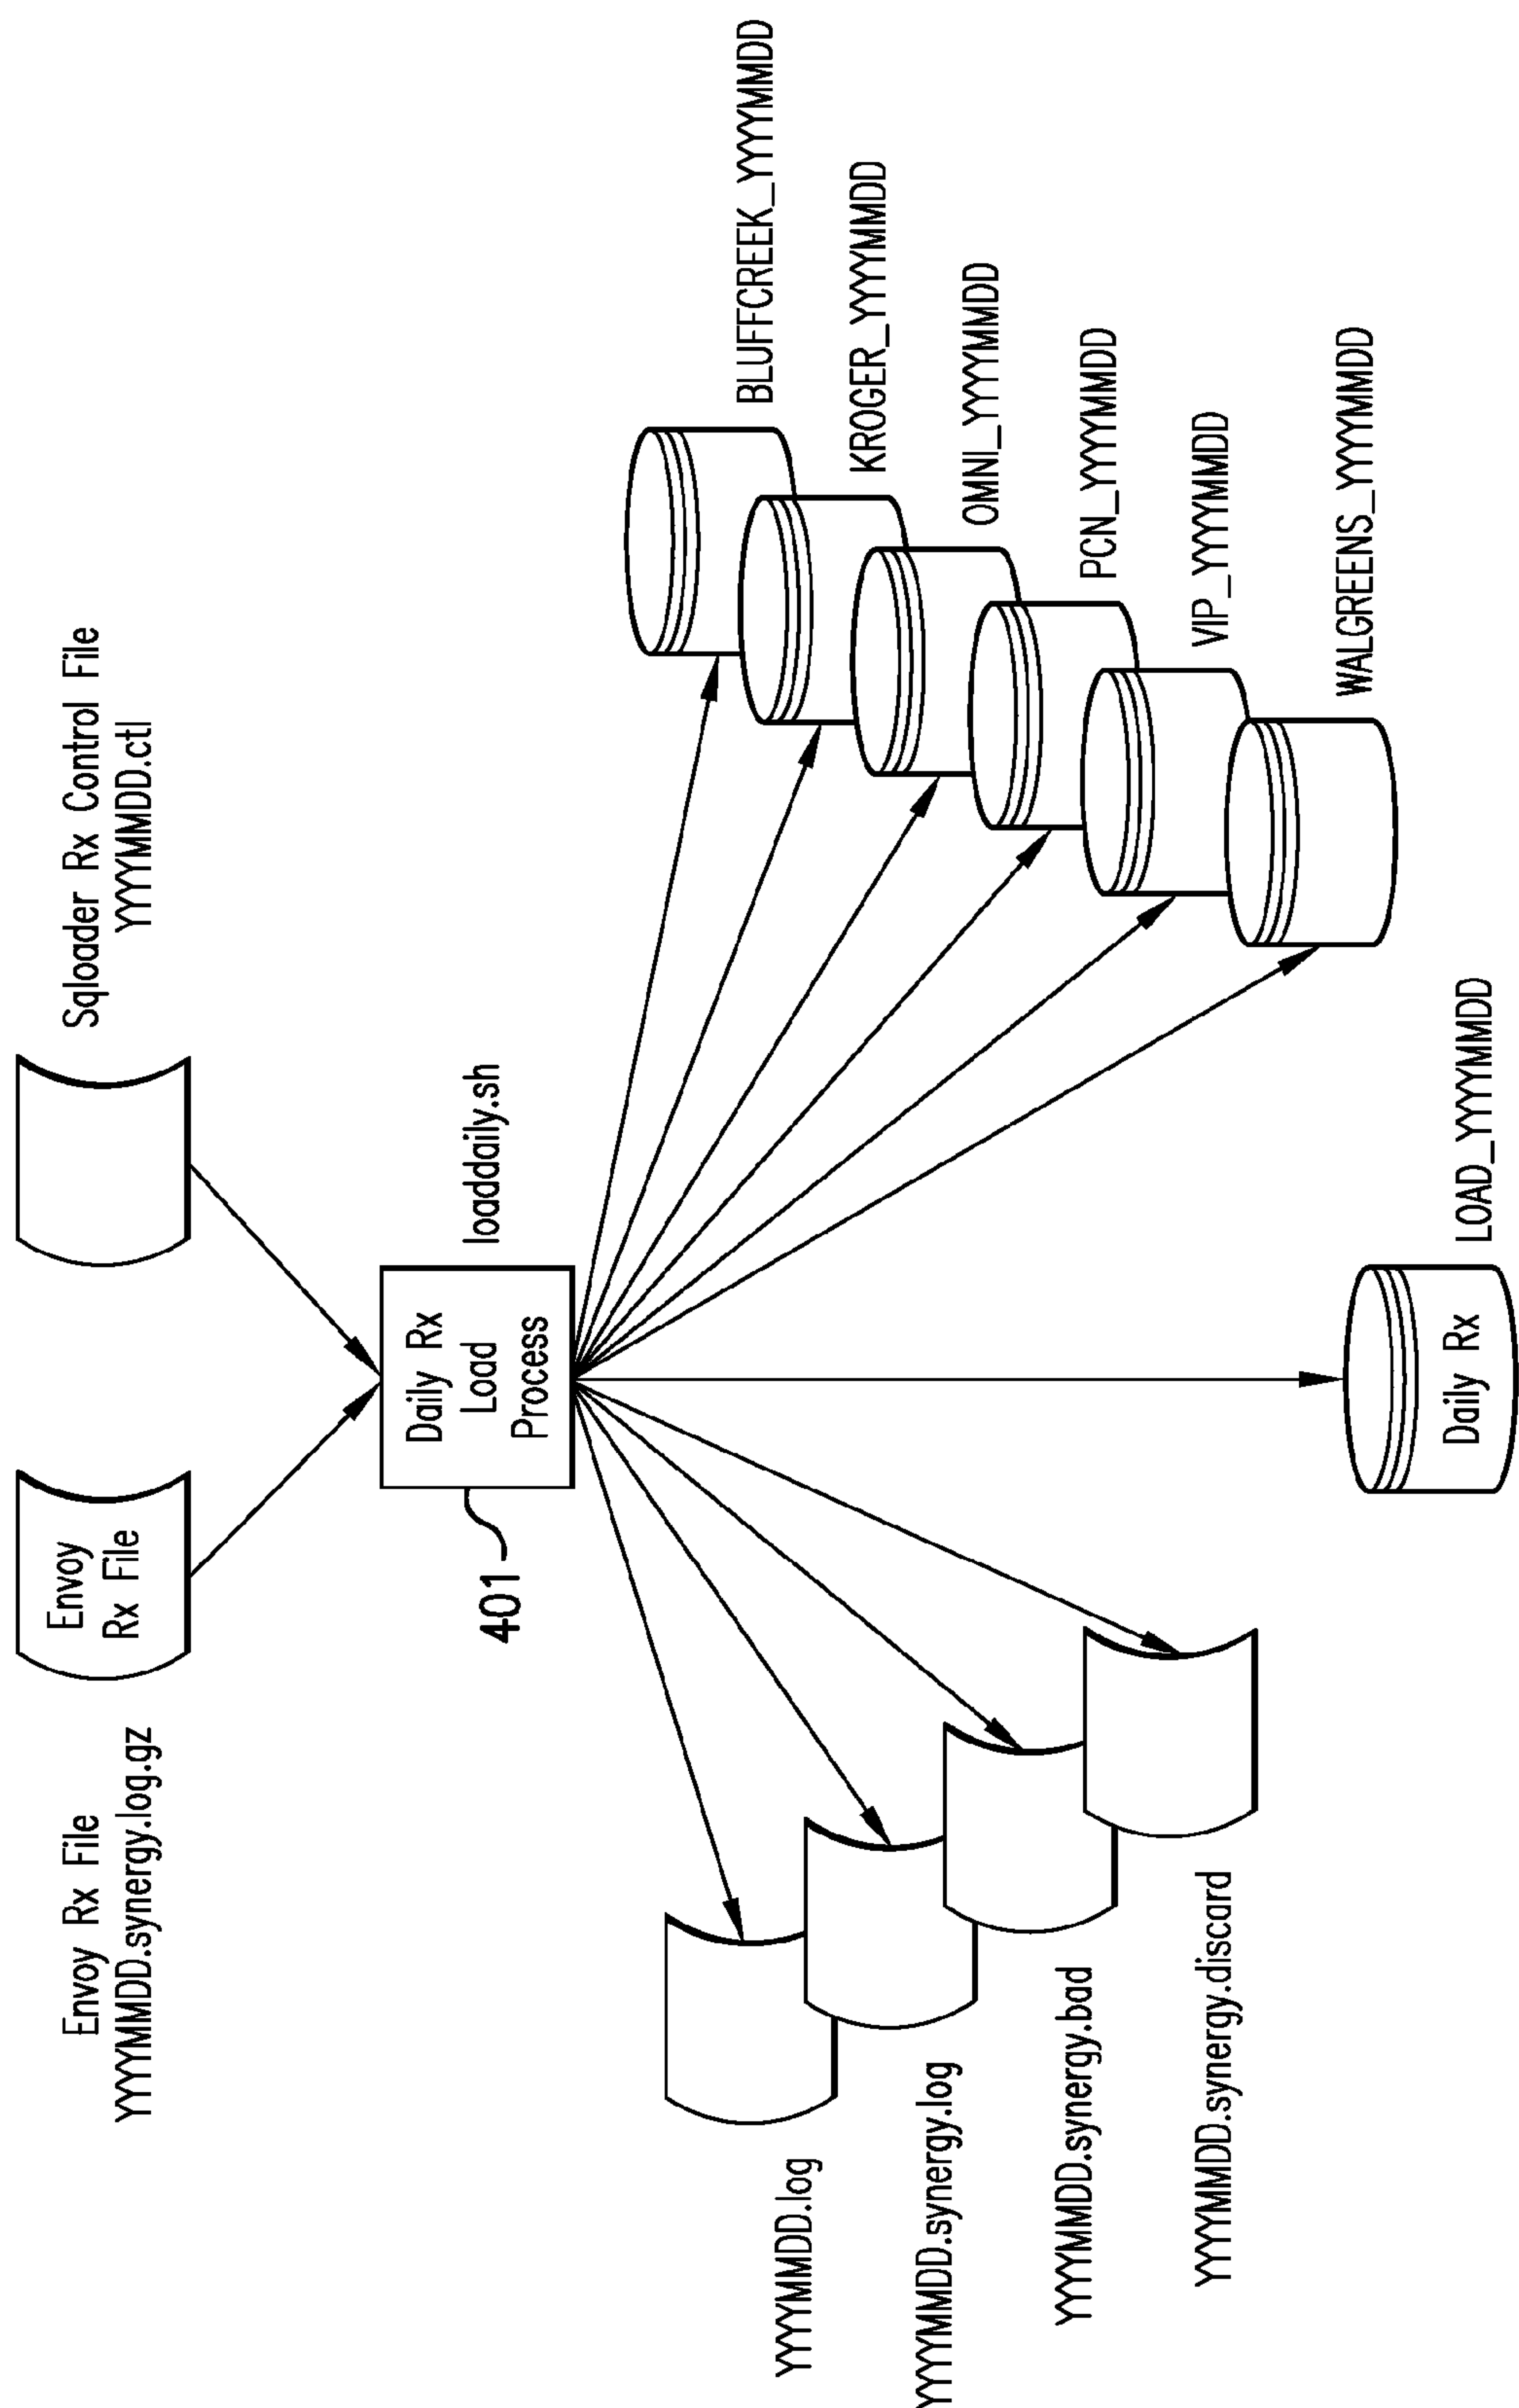 Envoy Rx File
YYYYMMDD.synergy.log.gz
Envoy
Rx File
Sqloader Rx Control File
YYYYMMDD.ctl
Daily Rx
Load
Process
loaddaily.sh
401
YYYYMMDD.log
YYYYMMDD.synergy.log
YYYYMMDD.synergy.bad
YYYYMMDD.synergy.discard
BLUFFCREEK_YYYYMMDD
KROGER_YYYYMMDD
OMNI_YYYYMMDD
PCN_YYYYMMDD
VIP_YYYYMMDD
WALGREENS_YYYYMMDD
Daily Rx
LOAD_YYYYMMDD